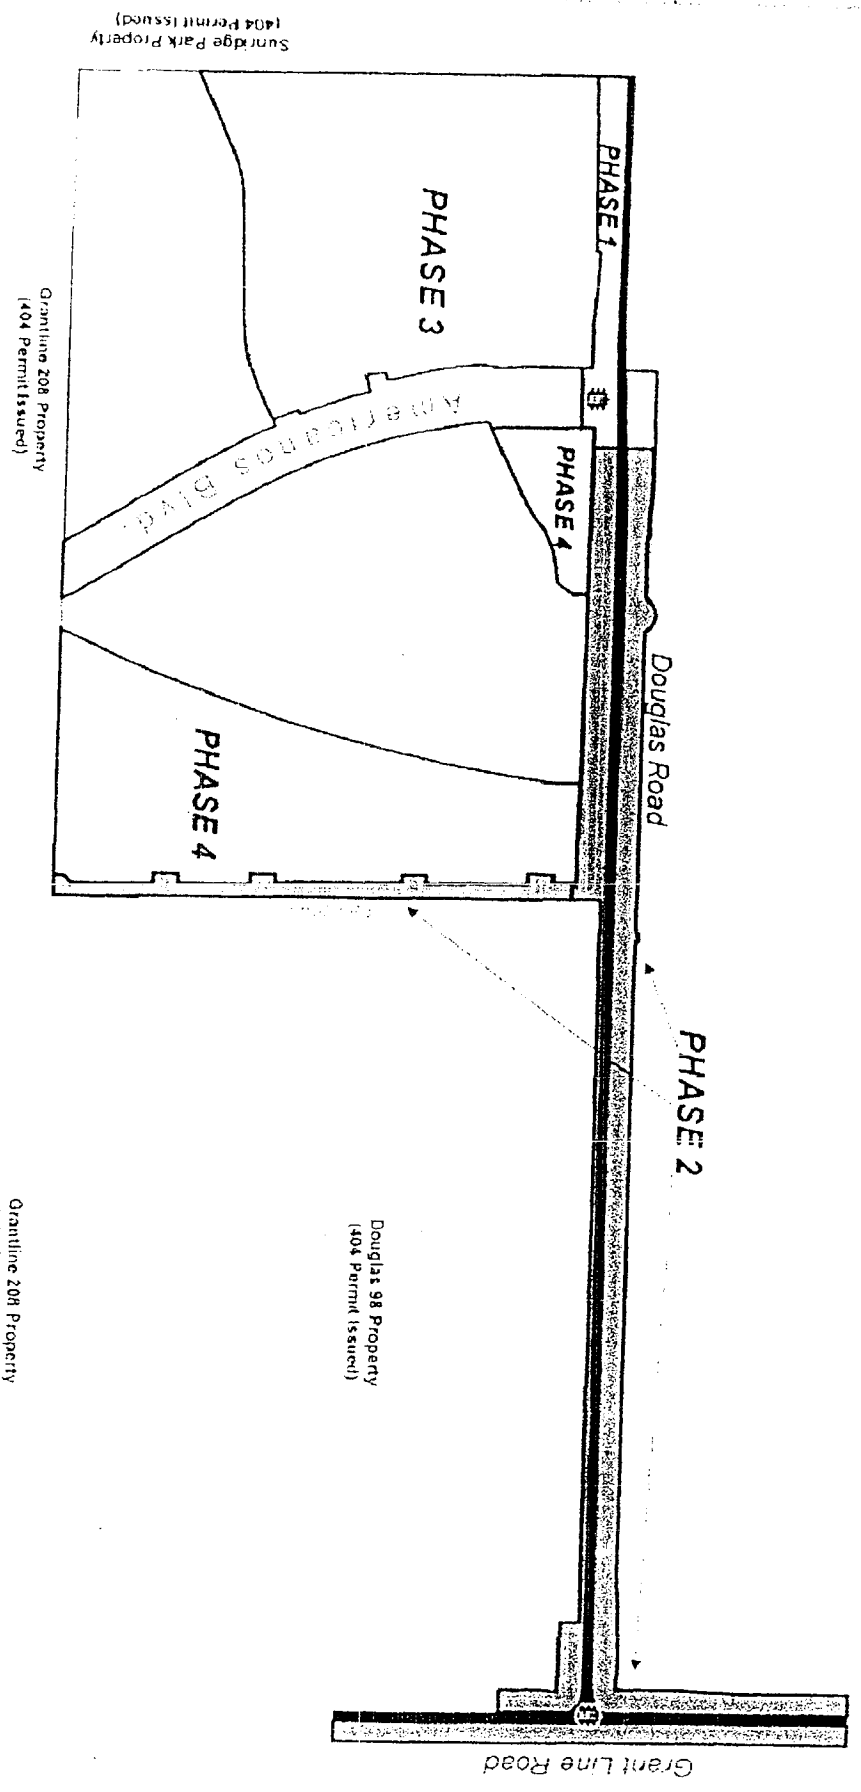 Sunridge Park Property
(404 Permit Issued)
PHASE 1
PHASE 3
Grantline 208 Property
(404 Permit Issued)
Americanos Blvd.
PHASE 4
Douglas Road
PHASE 4
PHASE 2
Douglas 98 Property
(404 Permit Issued)
Grantline 208 Property
Grant Line Road